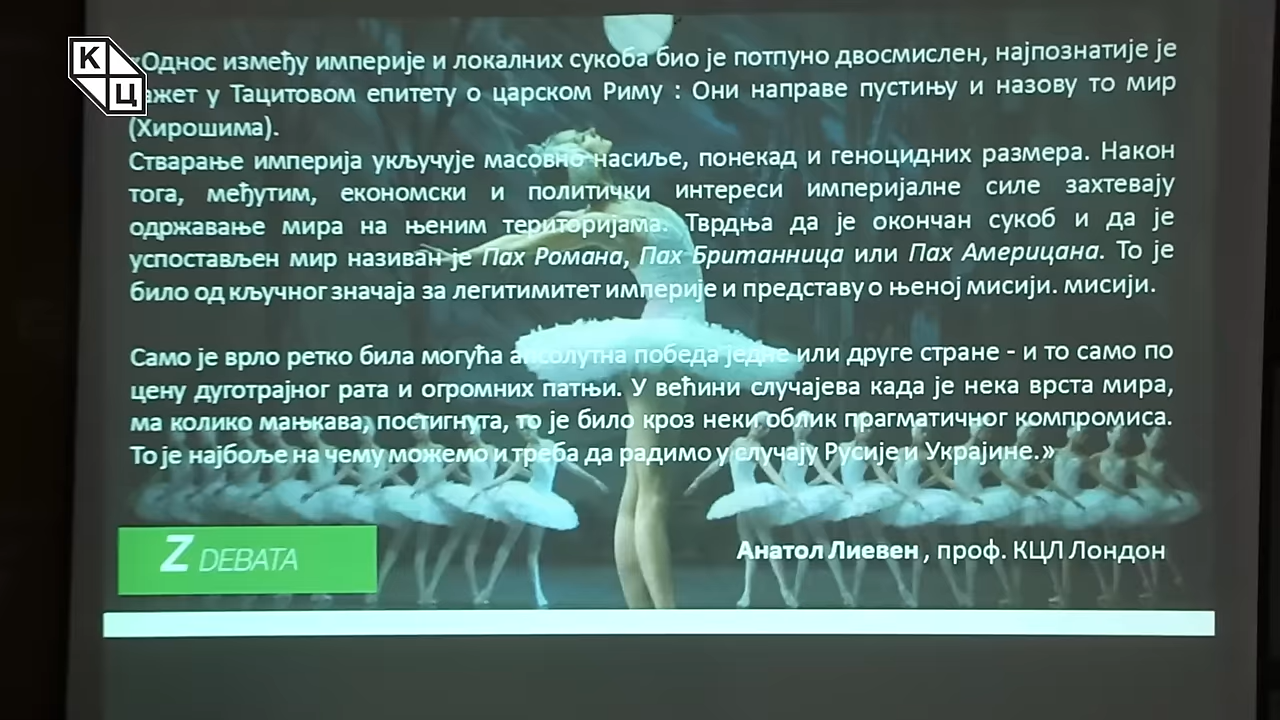 КЦ
«Однос између империје и локалних сукоба био је потпуно двосмислен, најпознатије је
ажет у Тацитовом епитету о царском Риму : Они направе пустињу и назову то мир
(Хирошима).
Стварање империја укључује масовно насиље, понекад и геноцидних размера. Након
тога, међутим, економски и политички интереси империјалне силе захтевају
одржавање мира на њеним територијама. Тврдња да је окончан сукоб и да је
успостављен мир називан је Пах Романа, Пах Británница или Пах Америцана. То је
било од кључног значаја за легитимитет империје и представу о њеној мисији. мисији.
Само је врло ретко била могућа апсолутна победа једне или друге стране - и то само по
цену дуготрајног рата и огромних патњи. У већини случајева када је нека врста мира,
ма колико мањкава, постигнута, то је било кроз неки облик прагматичног компромиса.
То је најбоље на чему можемо и треба да радимо у случају Русије и Украјине.»
Z DEBATA
Анатол Лиевен , проф. КЦЛ Лондон